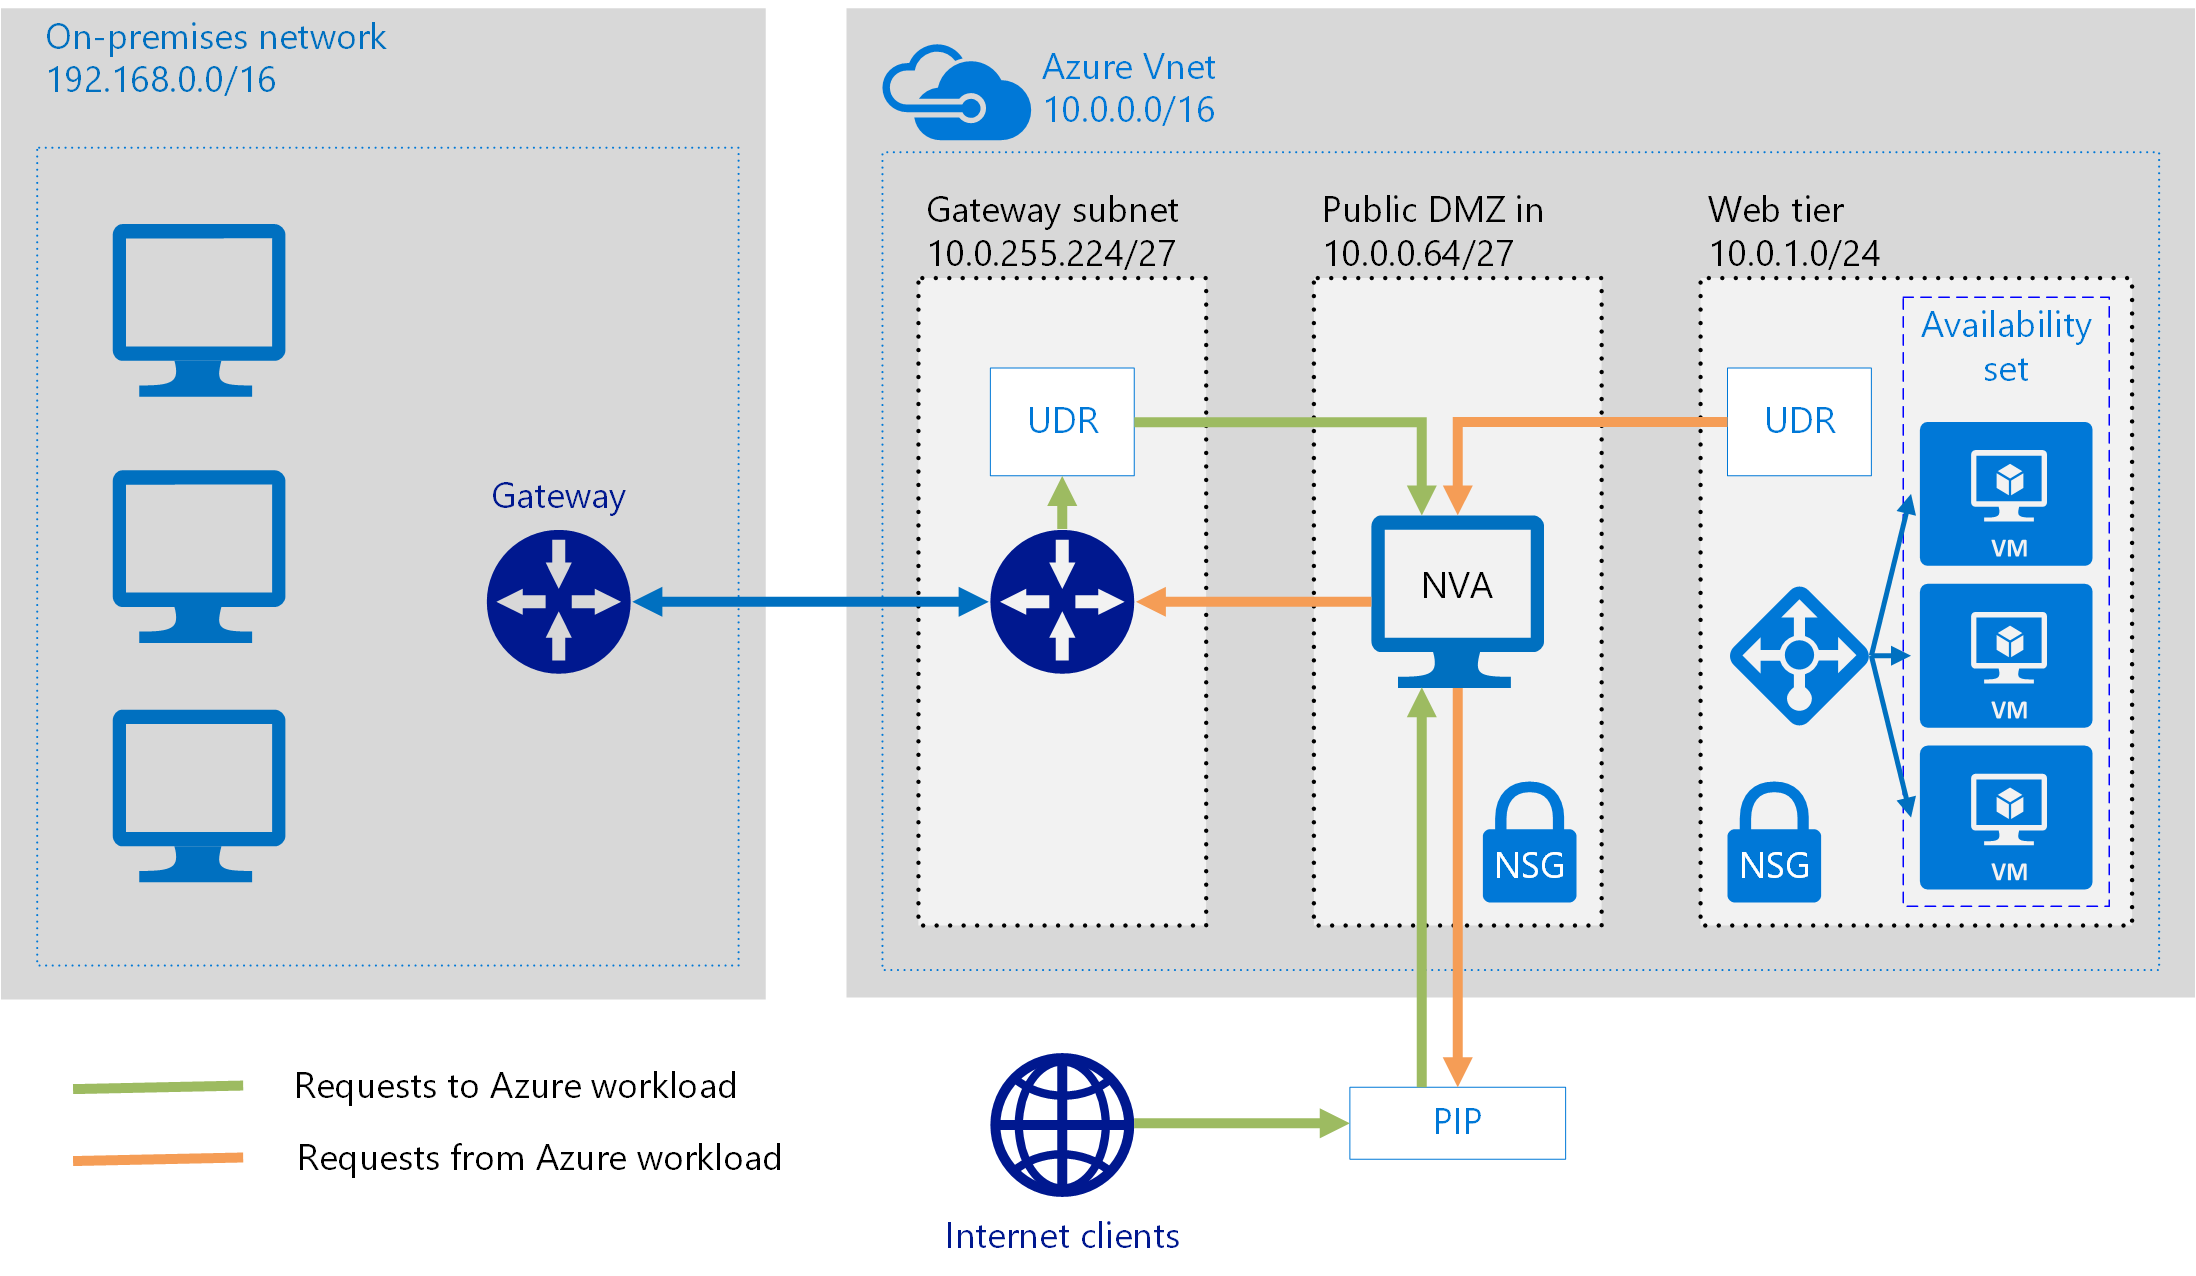 On-premises network
192.168.0.0/16
Azure Vnet
10.0.0.0/16
Gateway subnet
10.0.255.224/27
Public DMZ in
10.0.0.64/27
Web tier
10.0.1.0/24
Availability
set
UDR
UDR
Gateway
NVA
VM
VM
VM
NSG
NSG
Requests to Azure workload
Requests from Azure workload
PIP
Internet clients